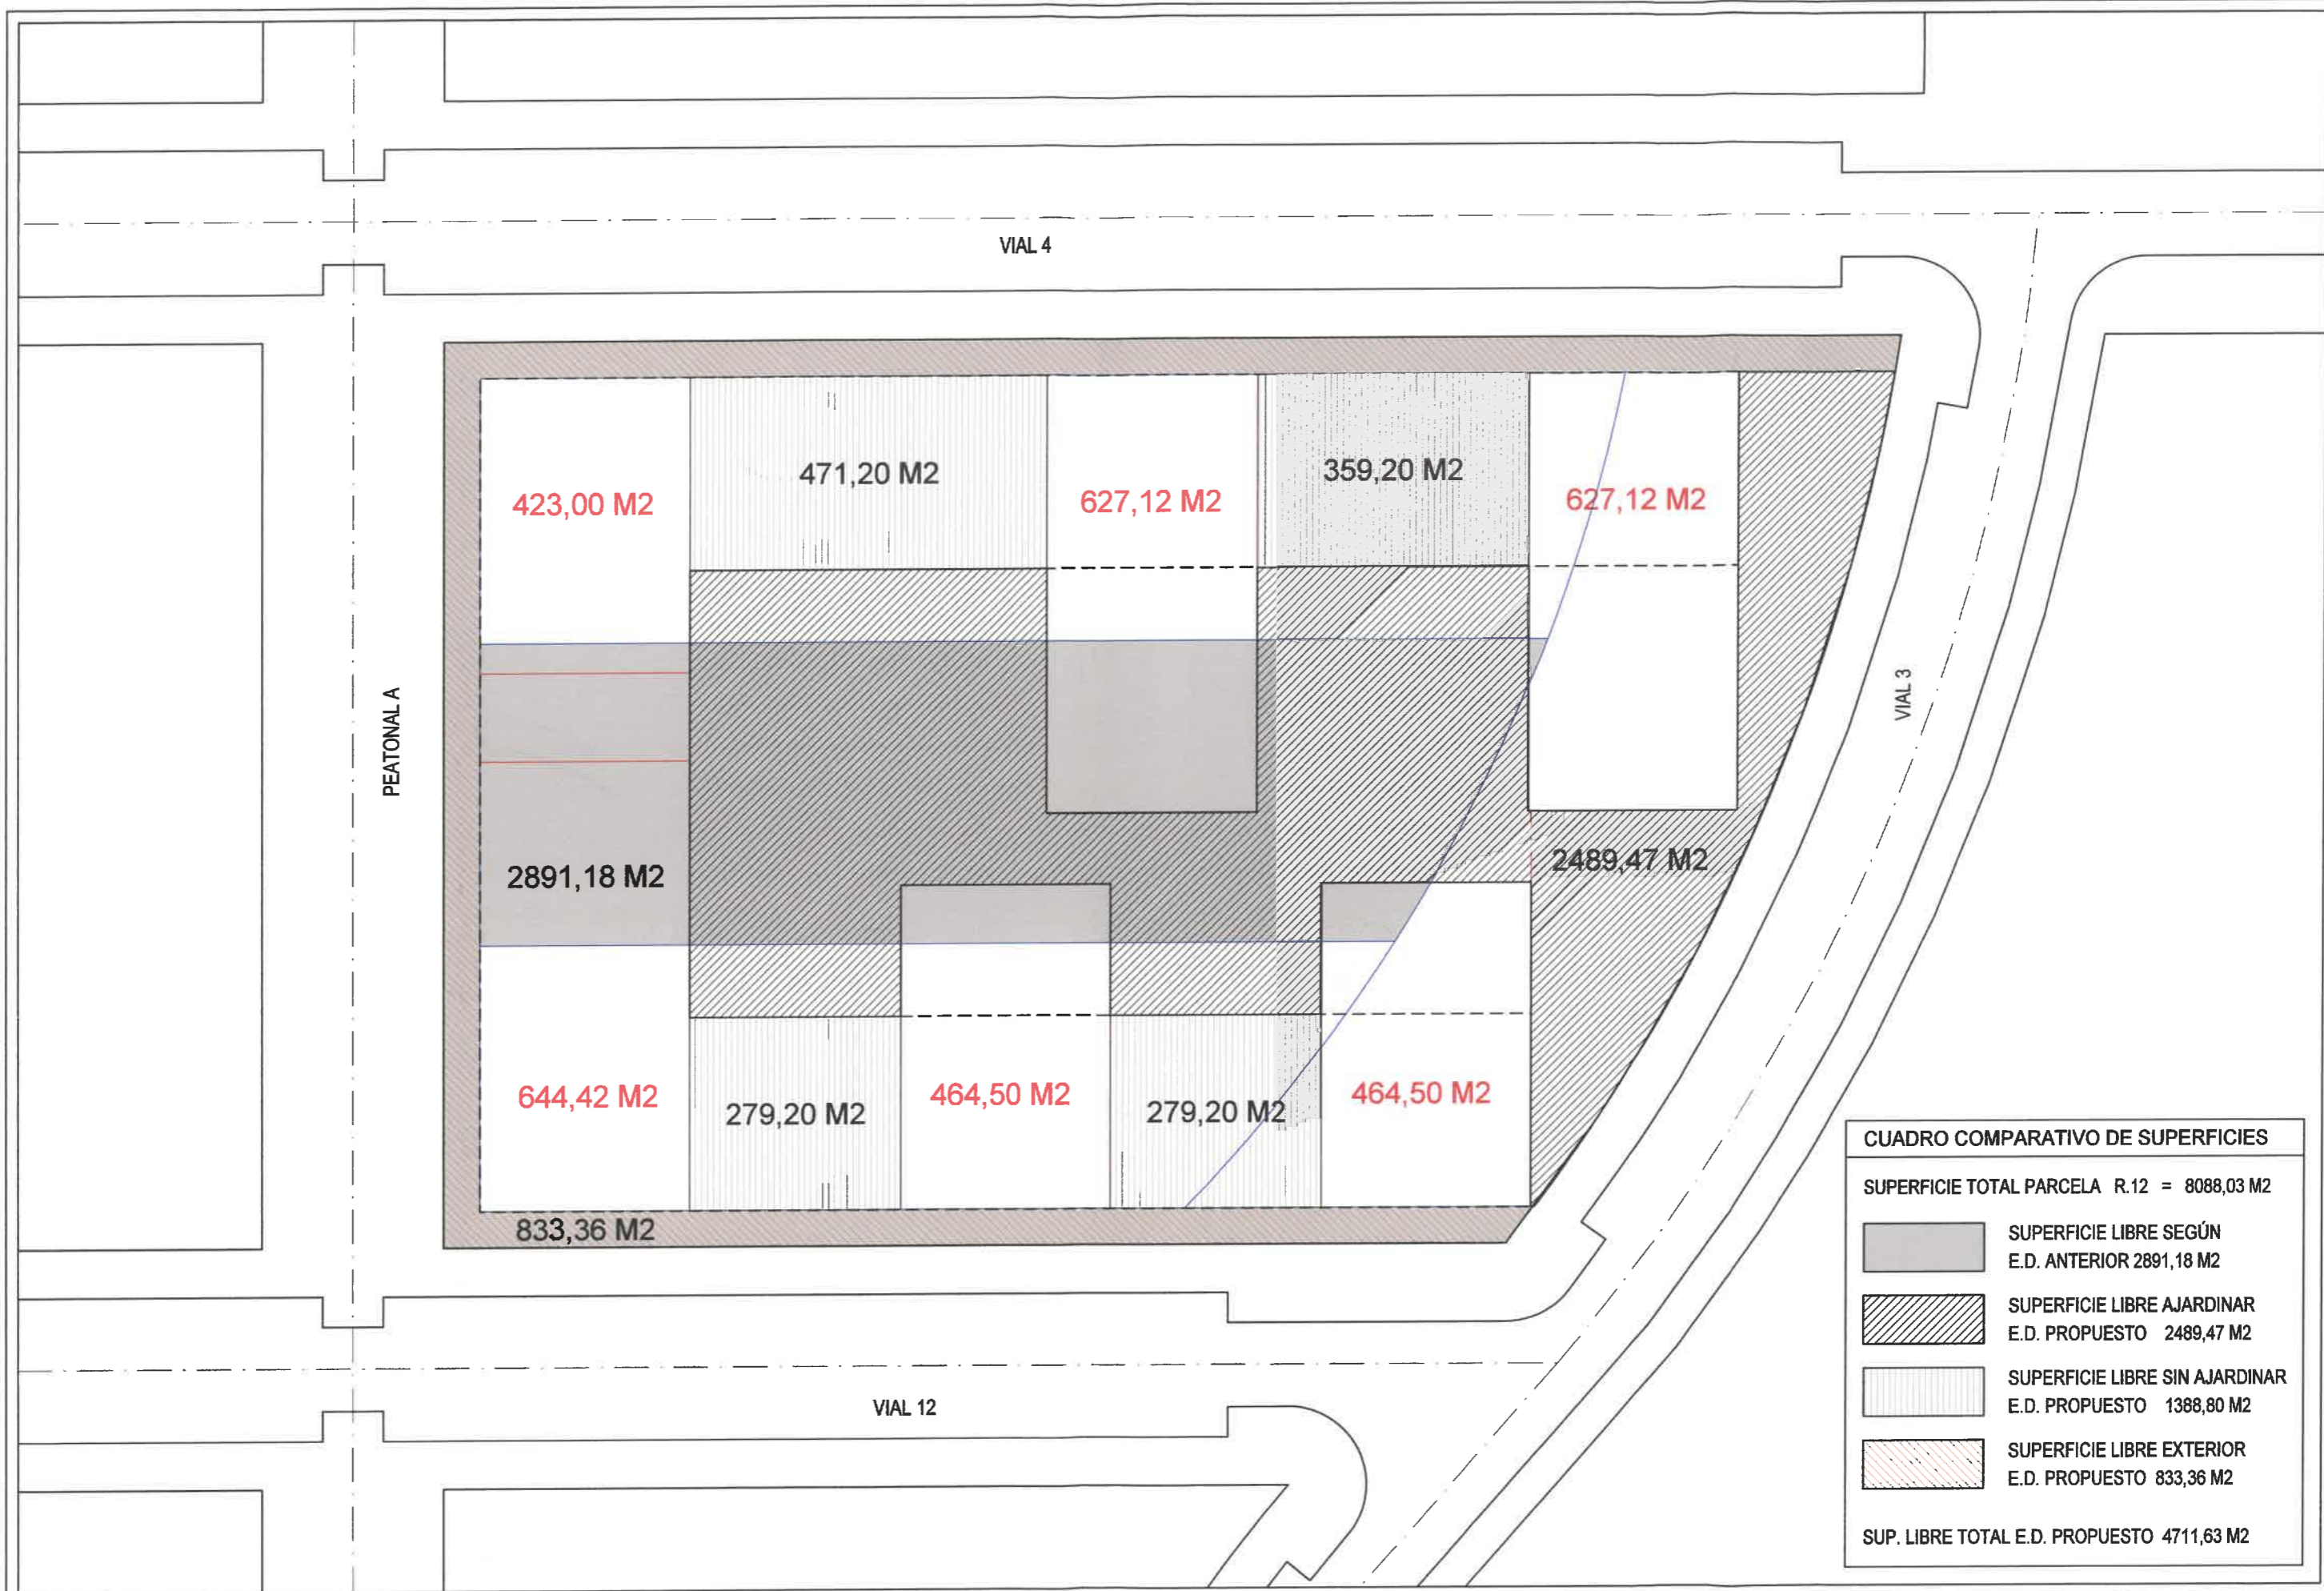 VIAL 4
471,20 M2
359,20 M2
423,00 M2
627,12 M2
627,12 M2
PEATONAL A
VIAL 3
2891,18 M2
2489,47 M2
644,42 M2
279,20 M2
464,50 M2
279,20 M2
464,50 M2
833,36 M2
VIAL 12
CUADRO COMPARATIVO DE SUPERFICIES
SUPERFICIE TOTAL PARCELA R.12 = 8088,03 M2
SUPERFICIE LIBRE SEGÚN
E.D. ANTERIOR 2891,18 M2
SUPERFICIE LIBRE AJARDINAR
E.D. PROPUESTO 2489,47 M2
SUPERFICIE LIBRE SIN AJARDINAR
E.D. PROPUESTO 1388,80 M2
SUPERFICIE LIBRE EXTERIOR
E.D. PROPUESTO 833,36 M2
SUP. LIBRE TOTAL E.D. PROPUESTO 4711,63 M2